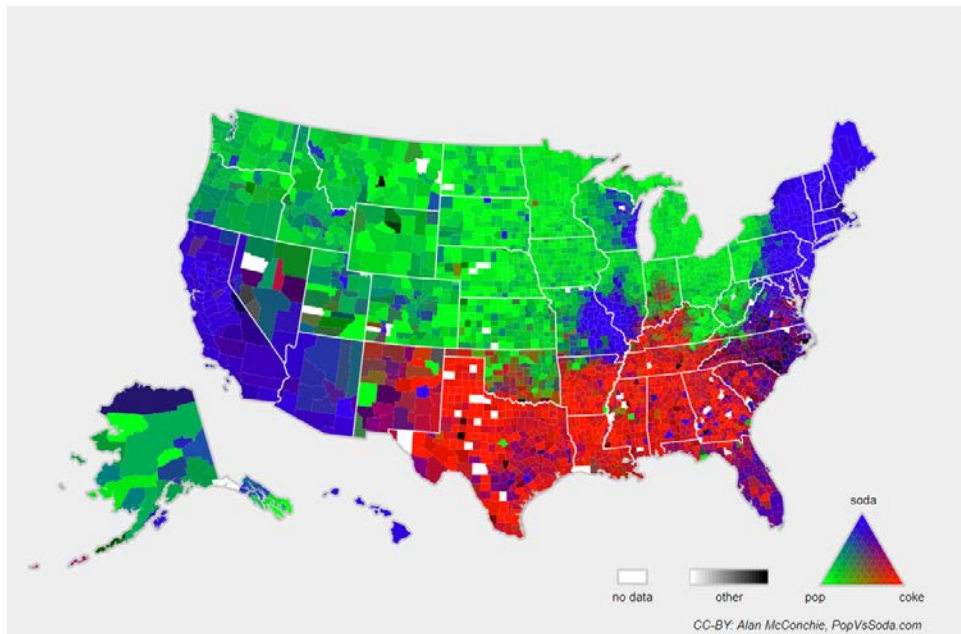 soda
pop
coke
no data
other
CC-BY: Alan McConchie, PopVsSoda.com